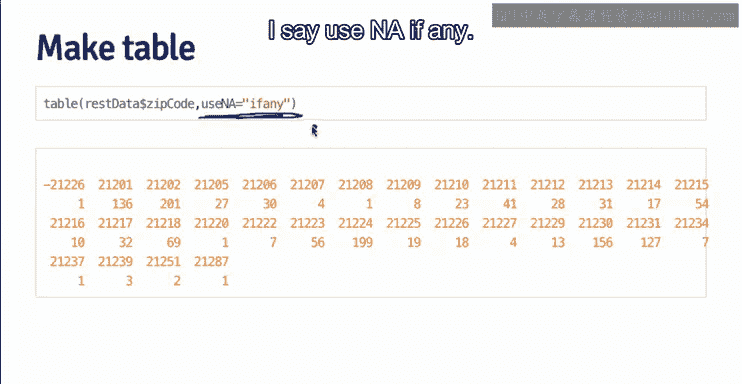 I say use NA if any.
Make table
table(restData$zipCode,useNA="ifany")
-21226 21201 21202 21205 21206 21207 21208 21209 21210 21211 21212 21213 21214 21215
1 136 201 27 30 4 1 8 23 41 28 31 17 54
21216 21217 21218 21220 21222 21223 21224 21225 21226 21227 21229 21230 21231 21234
10 32 69 1 7 56 199 19 18 4 13 156 127 7
21237 21239 21251 21287
1 3 2 1